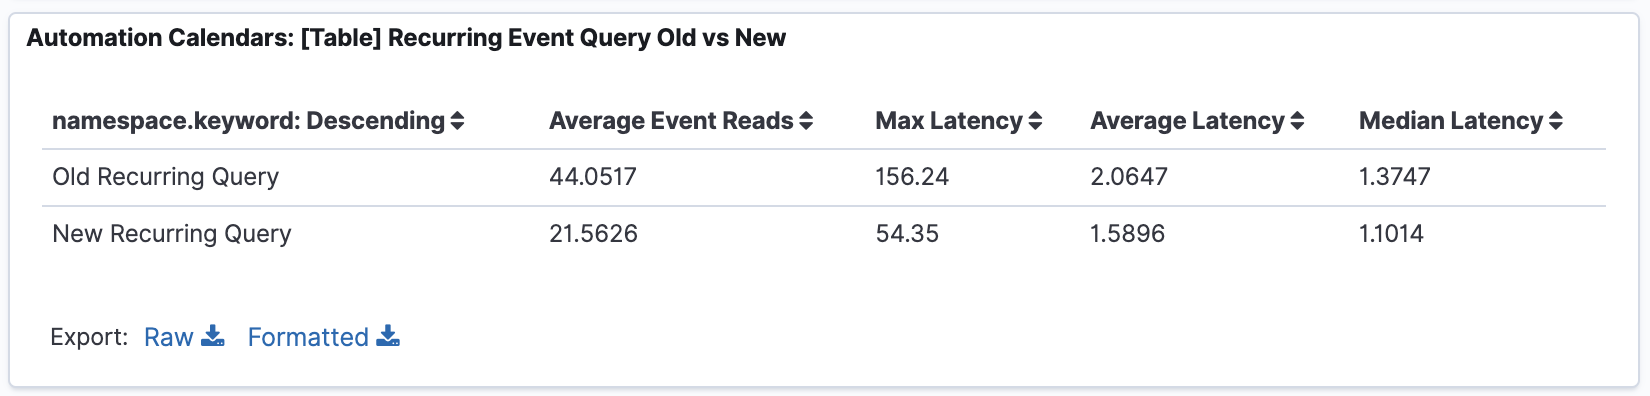 Automation Calendars: [Table] Recurring Event Query Old vs New
namespace.keyword: Descending Average Event Reads Max Latency Average Latency Median Latency
Old Recurring Query 44.0517 156.24 2.0647 1.3747
New Recurring Query 21.5626 54.35 1.5896 1.1014
Export: Raw Formatted